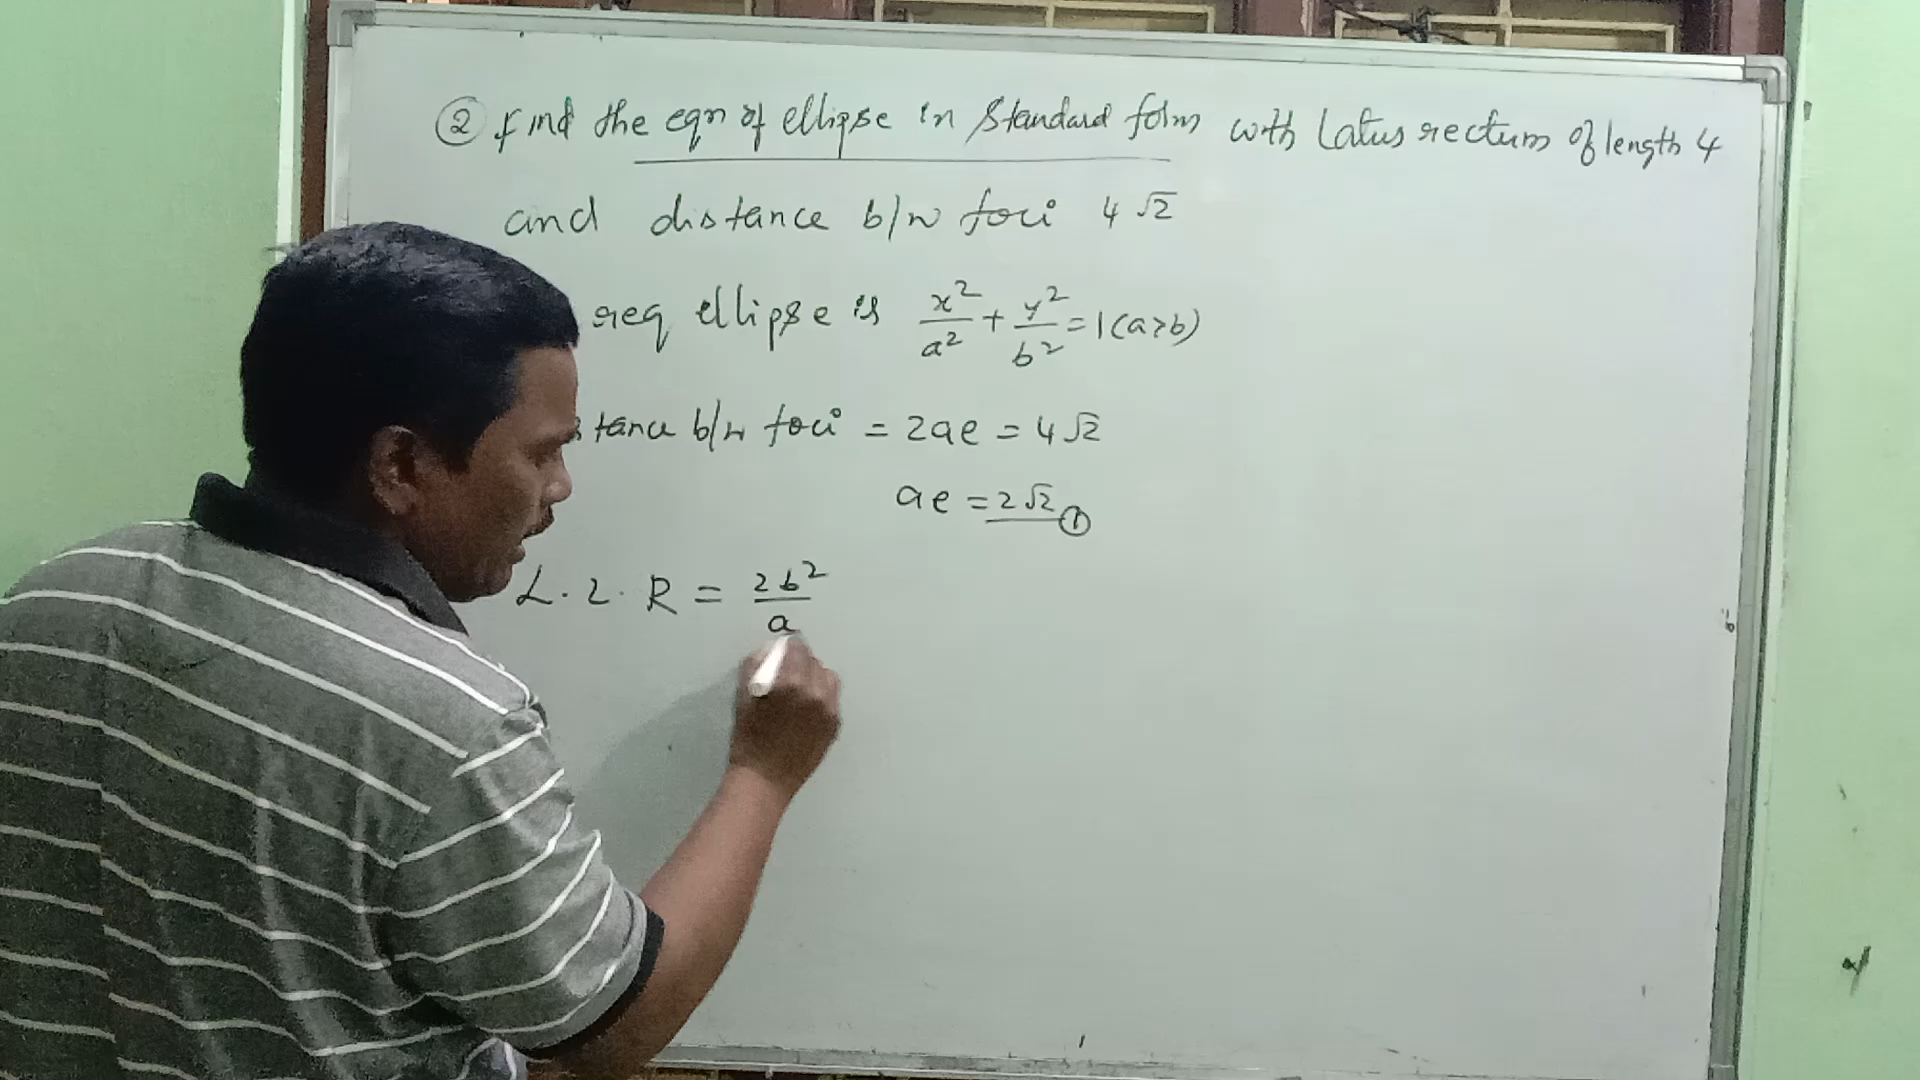 ② Find the eqn of ellipse in standard form with Latus rectum of length 4
and distance b/w foci 4√2
req ellipse is x²/a² + y²/b² = 1 (a>b)
tance b/w foci = 2ae = 4√2
ae = 2√2 ①
L. L. R = 2b²/a